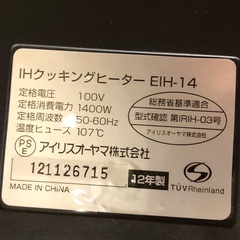 IHクッキングヒーター EIH-14
定格電圧 100V
定格消費電力 1400W
定格周波数 50-60Hz
温度ヒューズ 107℃
総務省基準適合
型式確認 第IRIH-03号
アイリスオーヤマ株式会社
PSE アイリスオーヤマ株式会社
121126715 12年製
MADE IN CHINA
TÜVRheinland